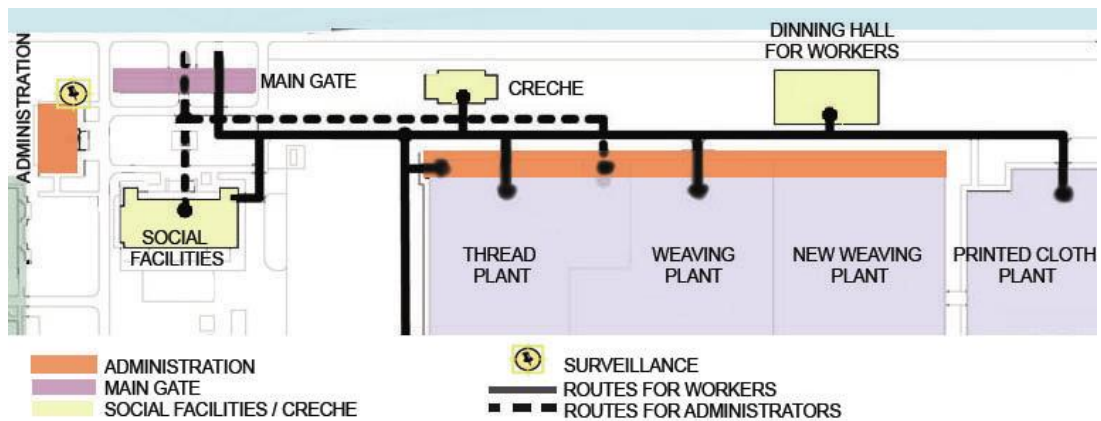 ADMINISTRATION
MAIN GATE
CRECHE
DINNING HALL
FOR WORKERS
SOCIAL
FACILITIES
THREAD
PLANT
WEAVING
PLANT
NEW WEAVING
PLANT
PRINTED CLOTH
PLANT
ADMINISTRATION
MAIN GATE
SOCIAL FACILITIES / CRECHE
SURVEILLANCE
ROUTES FOR WORKERS
ROUTES FOR ADMINISTRATORS